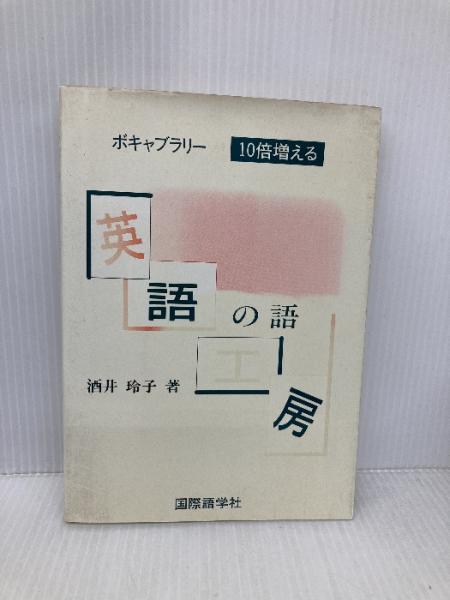 ボキャブラリー 10倍増える
英語の語工房
酒井 玲子 著
国際語学社